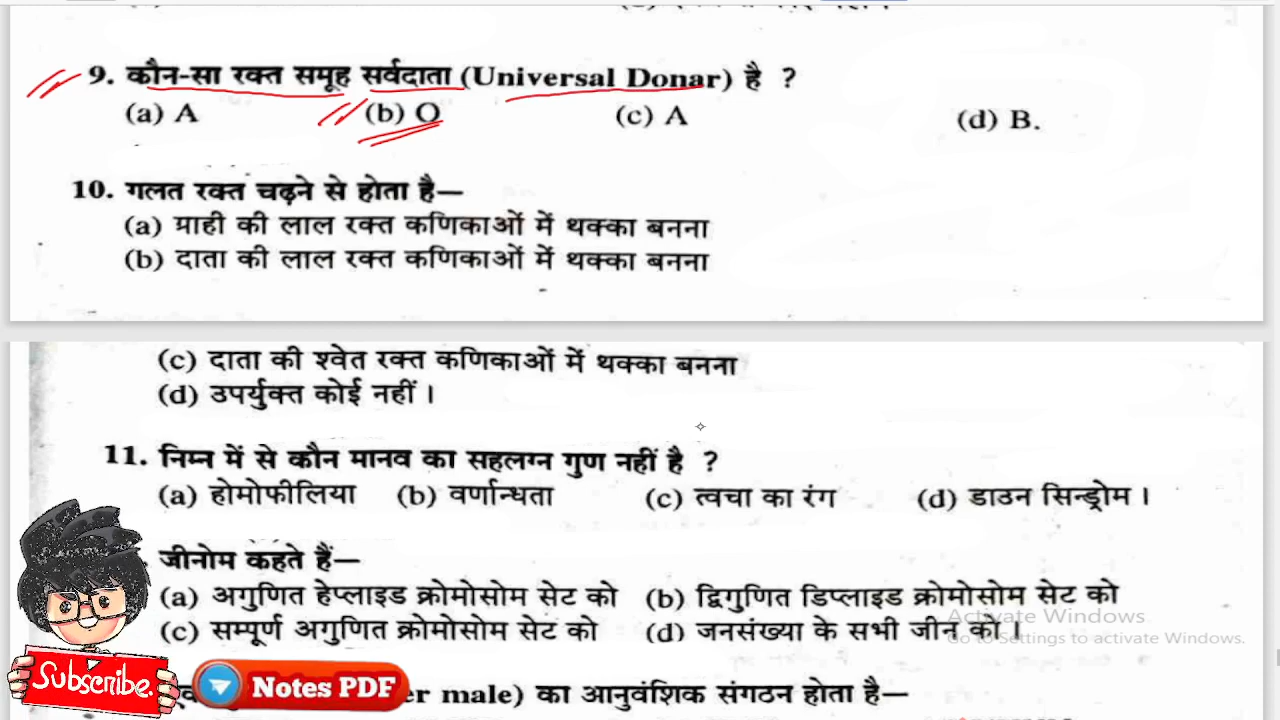 9. कौन-सा रक्त समूह सर्वदाता (Universal Donar) है ?
(a) A (b) O (c) A (d) B.
10. गलत रक्त चढ़ने से होता है—
(a) ग्राही की लाल रक्त कणिकाओं में थक्का बनना
(b) दाता की लाल रक्त कणिकाओं में थक्का बनना
(c) दाता की श्वेत रक्त कणिकाओं में थक्का बनना
(d) उपर्युक्त कोई नहीं।
11. निम्न में से कौन मानव का सहलग्न गुण नहीं है ?
(a) होमोफीलिया (b) वर्णान्धता (c) त्वचा का रंग (d) डाउन सिन्ड्रोम।
जीनोम कहते हैं—
(a) अगुणित हेप्लाइड क्रोमोसोम सेट को (b) द्विगुणित डिप्लाइड क्रोमोसोम सेट को
(c) सम्पूर्ण अगुणित क्रोमोसोम सेट को (d) जनसंख्या के सभी जीन को।
Activate Windows
Go to Settings to activate Windows.
Subscribe.
Notes PDF
er male) का आनुवंशिक संगठन होता है—